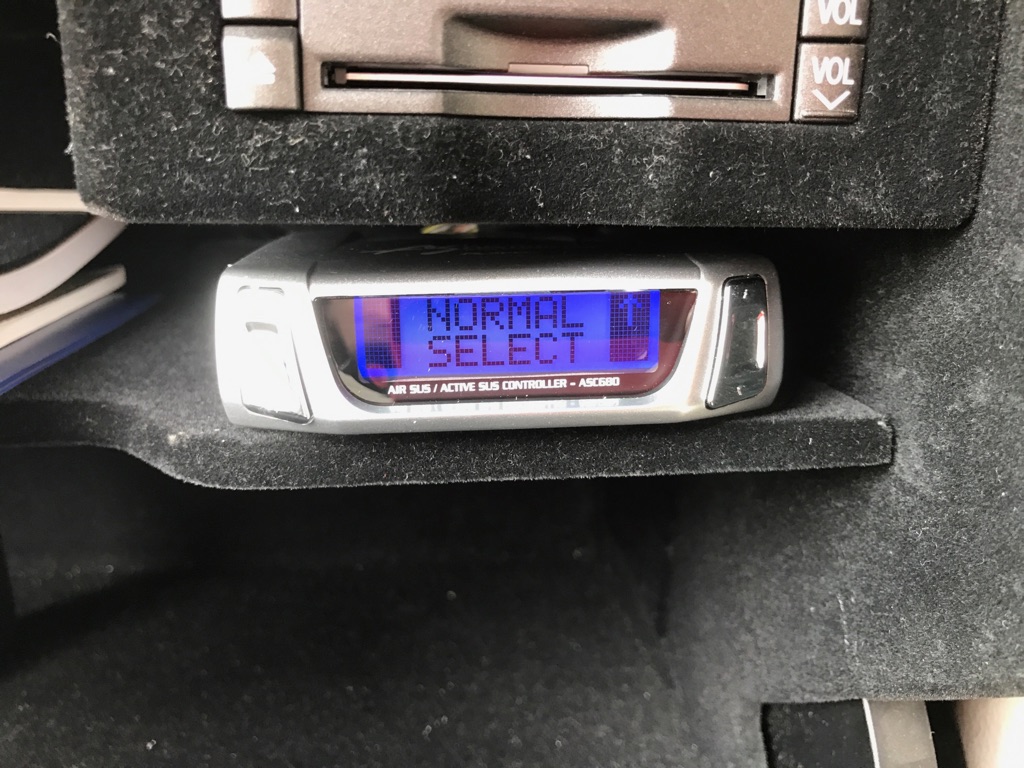 VOL
VOL
NORMAL
SELECT
AIR SUS / ACTIVE SUS CONTROLLER - ASC680